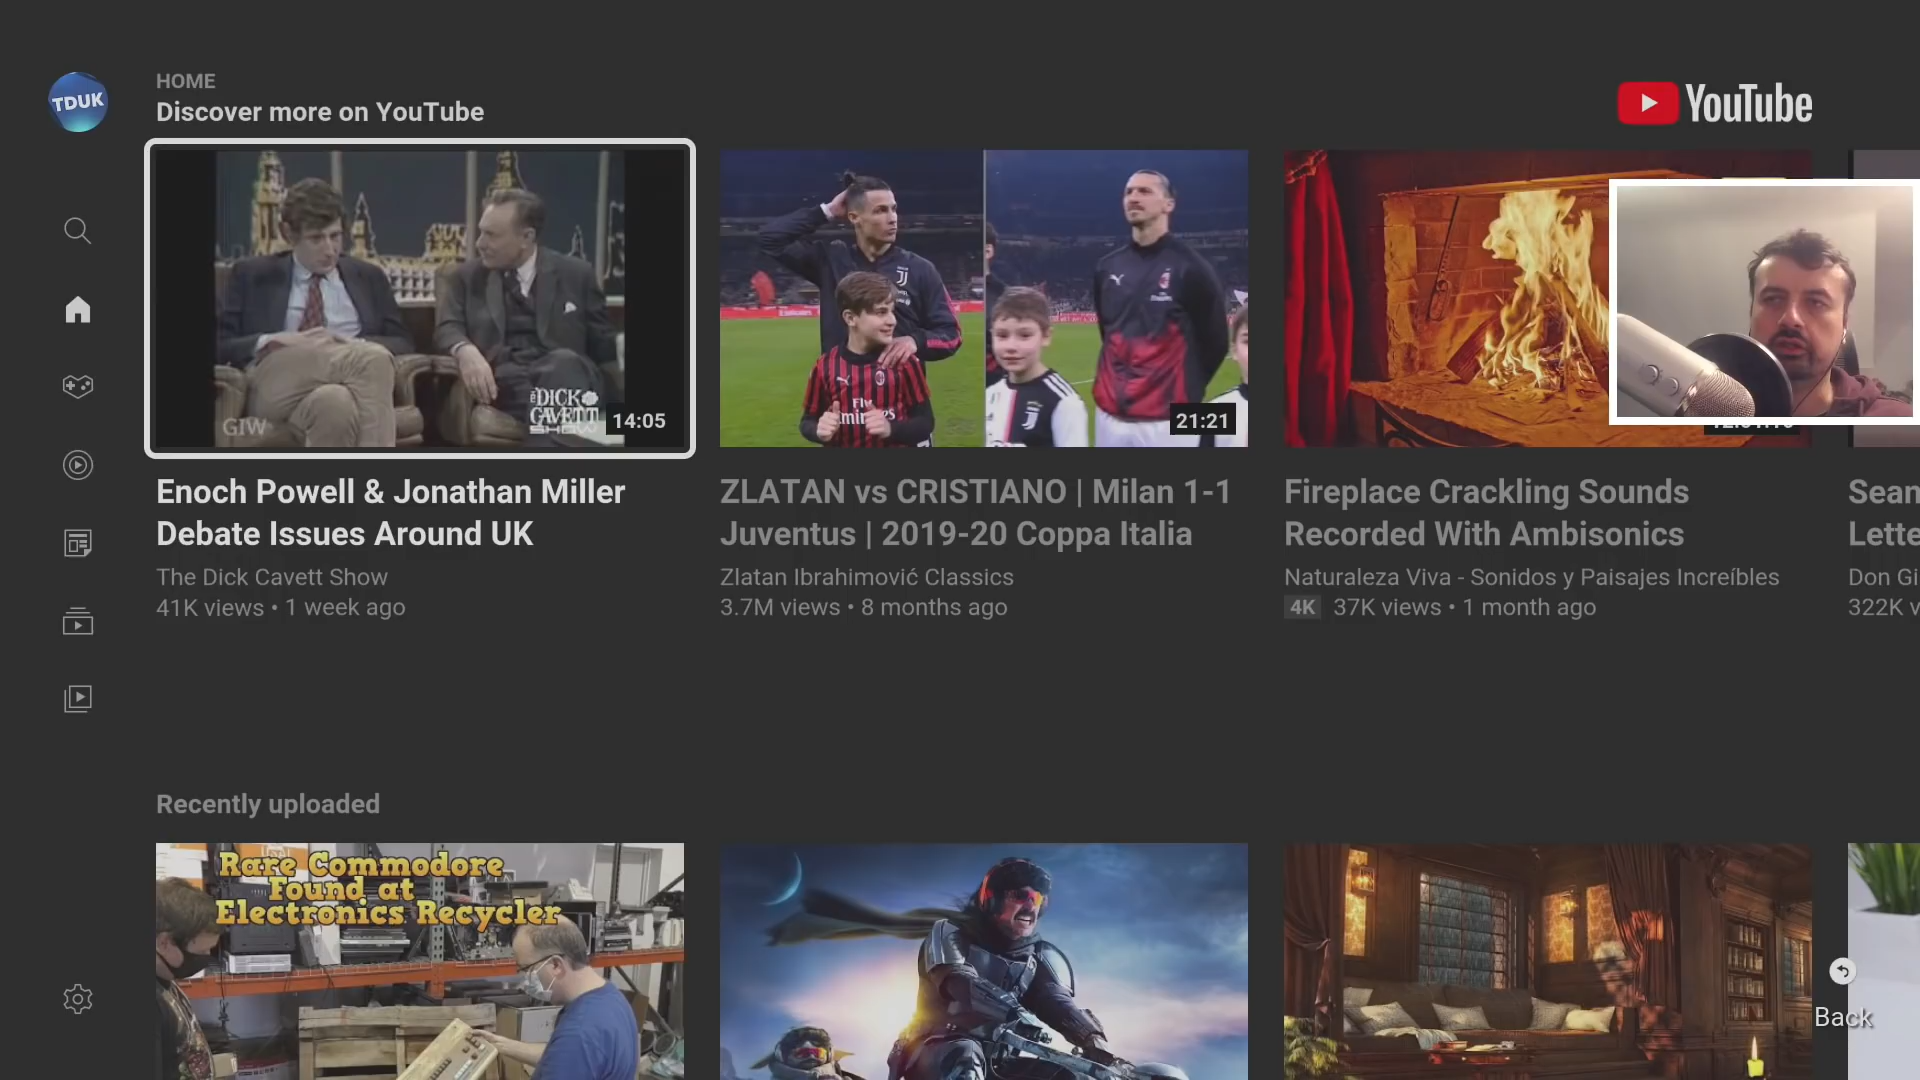 TDUK
HOME
Discover more on YouTube
YouTube
GIW
THE DICK
CAVETT
SHOW
14:05
Fly
Emirates
21:21
Enoch Powell & Jonathan Miller
Debate Issues Around UK
The Dick Cavett Show
41K views • 1 week ago
ZLATAN vs CRISTIANO | Milan 1-1
Juventus | 2019-20 Coppa Italia
Zlatan Ibrahimović Classics
3.7M views • 8 months ago
Fireplace Crackling Sounds
Recorded With Ambisonics
Naturaleza Viva - Sonidos y Paisajes Increíbles
4K 37K views • 1 month ago
Sean
Lette
Don Gi
322K v
Recently uploaded
Rare Commodore
Found at
Electronics Recycler
Back